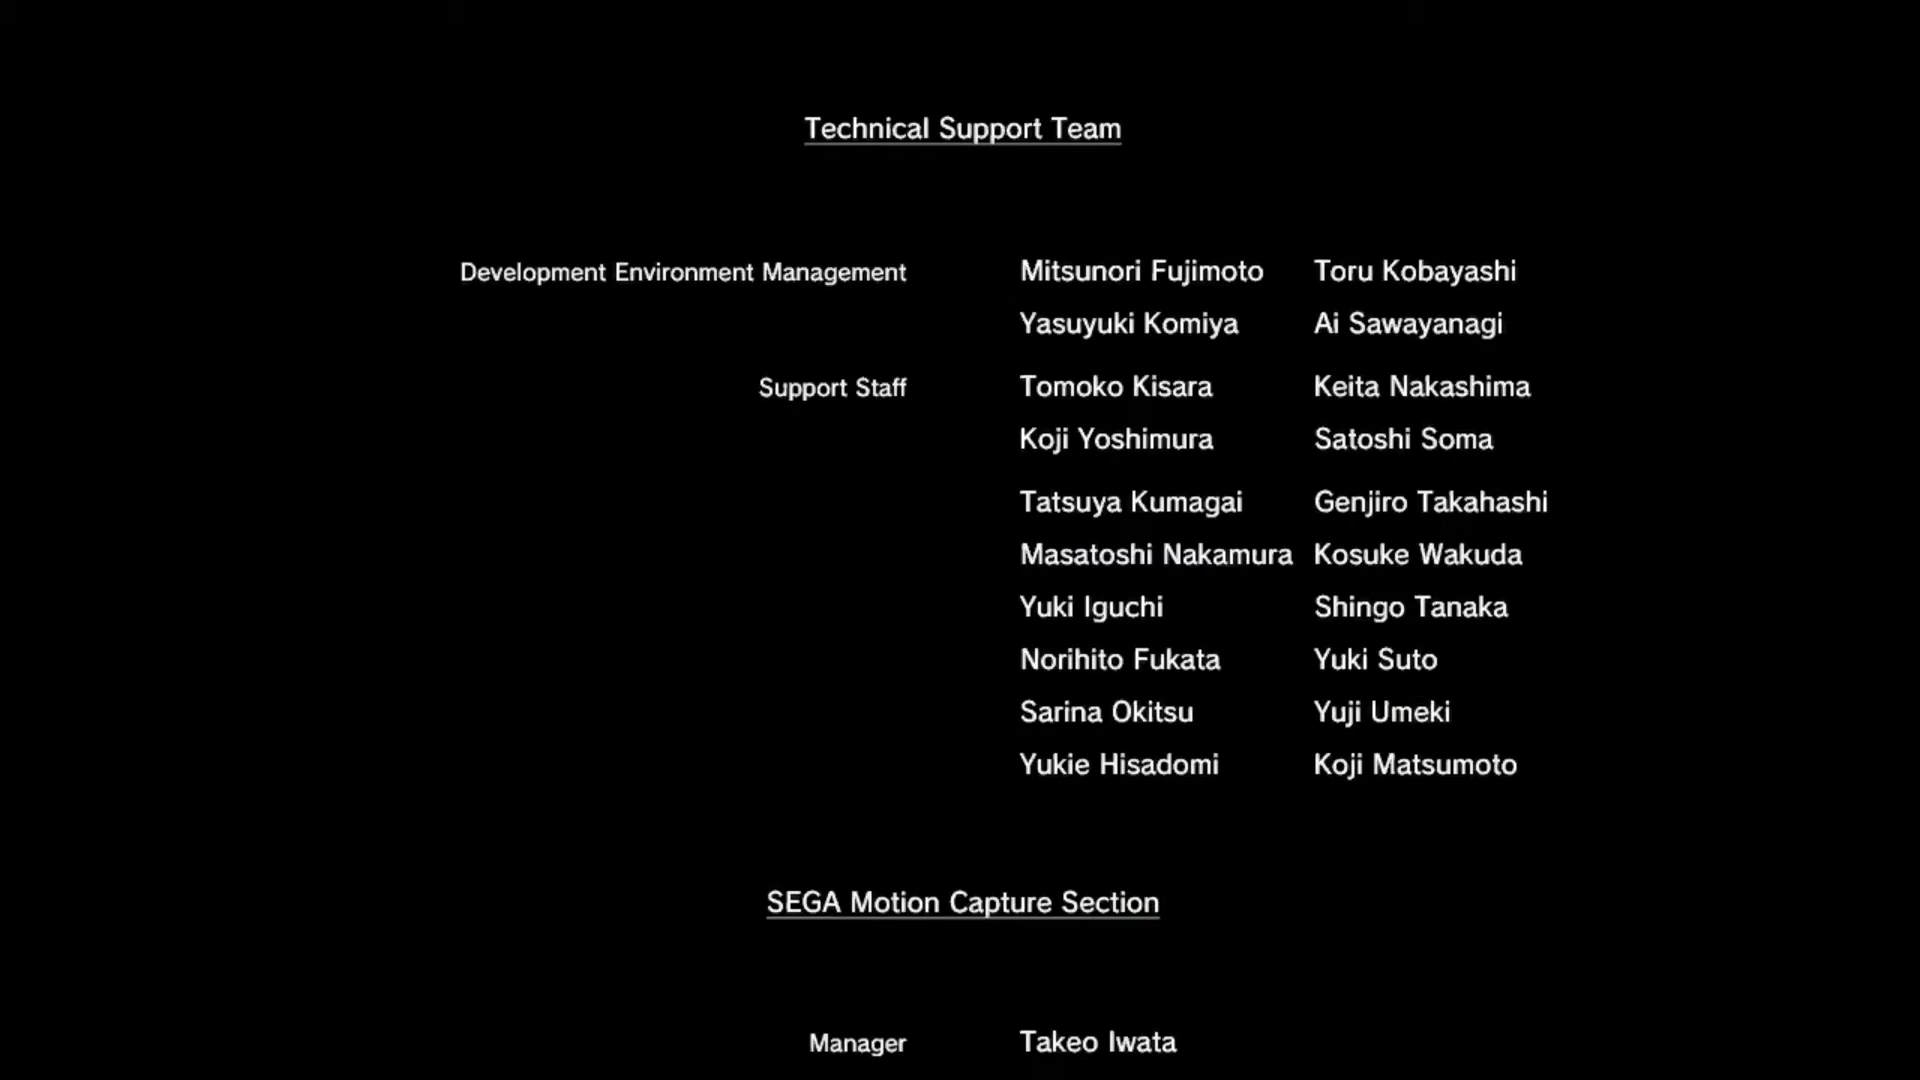 Technical Support Team
Development Environment Management Mitsunori Fujimoto Toru Kobayashi
Yasuyuki Komiya Ai Sawayanagi
Support Staff Tomoko Kisara Keita Nakashima
Koji Yoshimura Satoshi Soma
Tatsuya Kumagai Genjiro Takahashi
Masatoshi Nakamura Kosuke Wakuda
Yuki Iguchi Shingo Tanaka
Norihito Fukata Yuki Suto
Sarina Okitsu Yuji Umeki
Yukie Hisadomi Koji Matsumoto
SEGA Motion Capture Section
Manager Takeo Iwata